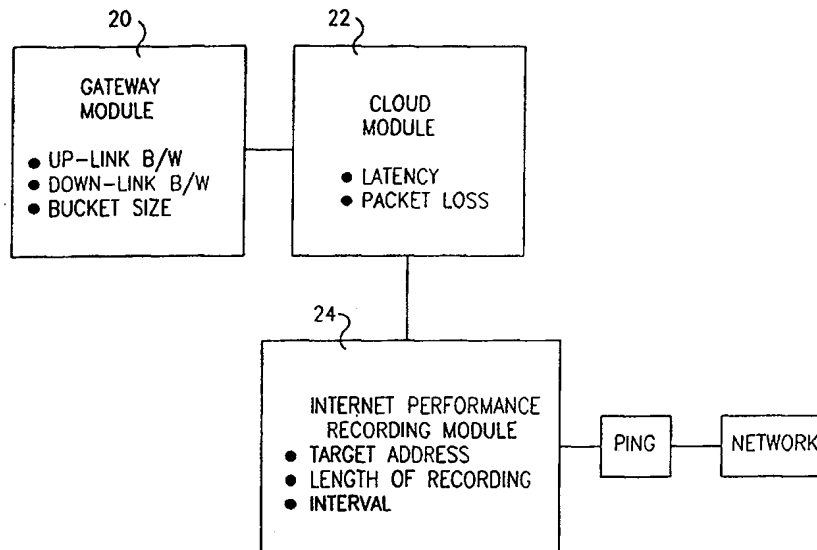 20
GATEWAY
MODULE
● UP-LINK B/W
● DOWN-LINK B/W
● BUCKET SIZE
22
CLOUD
MODULE
● LATENCY
● PACKET LOSS
24
INTERNET PERFORMANCE
RECORDING MODULE
● TARGET ADDRESS
● LENGTH OF RECORDING
● INTERVAL
PING
NETWORK